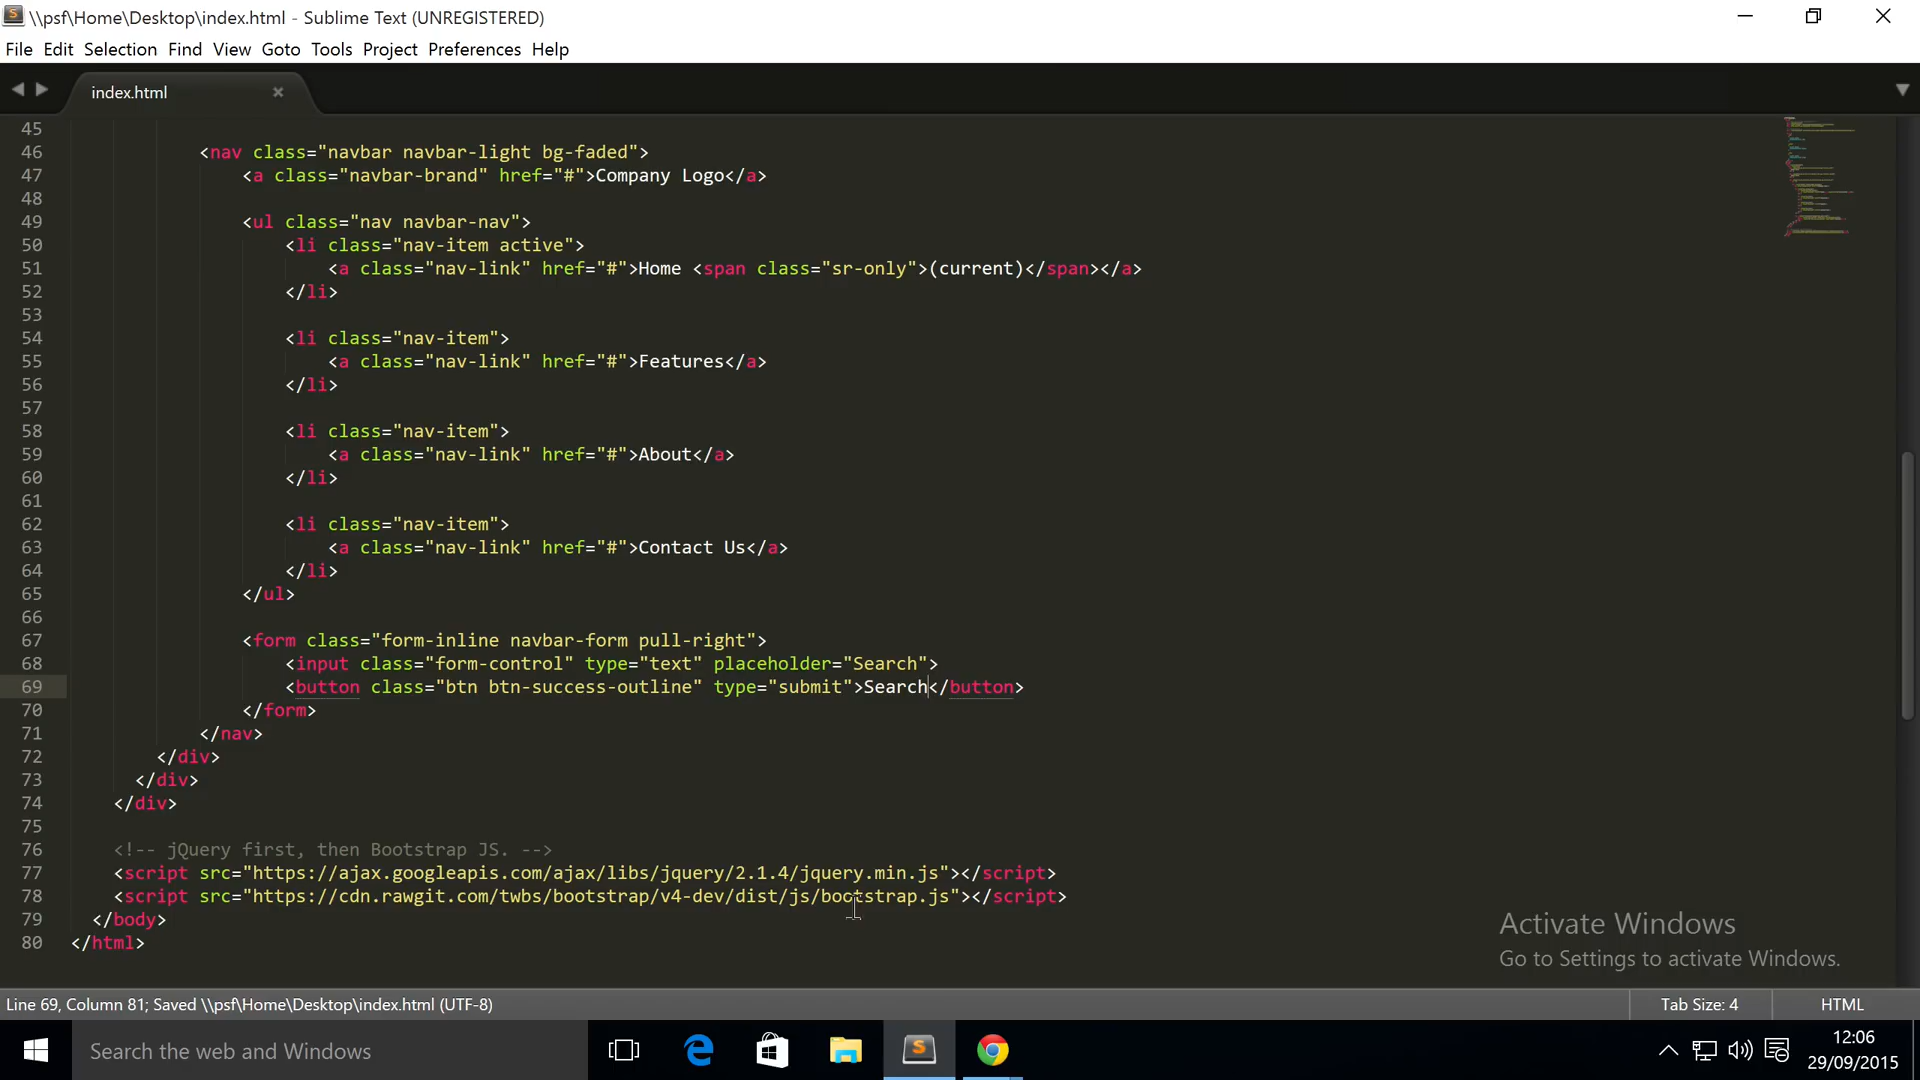 \\psf\Home\Desktop\index.html - Sublime Text (UNREGISTERED)
File Edit Selection Find View Goto Tools Project Preferences Help
index.html
45
46 <nav class="navbar navbar-light bg-faded">
47 <a class="navbar-brand" href="#">Company Logo</a>
48
49 <ul class="nav navbar-nav">
50 <li class="nav-item active">
51 <a class="nav-link" href="#">Home <span class="sr-only">(current)</span></a>
52 </li>
53
54 <li class="nav-item">
55 <a class="nav-link" href="#">Features</a>
56 </li>
57
58 <li class="nav-item">
59 <a class="nav-link" href="#">About</a>
60 </li>
61
62 <li class="nav-item">
63 <a class="nav-link" href="#">Contact Us</a>
64 </li>
65 </ul>
66
67 <form class="form-inline navbar-form pull-right">
68 <input class="form-control" type="text" placeholder="Search">
69 <button class="btn btn-success-outline" type="submit">Search</button>
70 </form>
71 </nav>
72 </div>
73 </div>
74 </div>
75
76 <!-- jQuery first, then Bootstrap JS. -->
77 <script src="https://ajax.googleapis.com/ajax/libs/jquery/2.1.4/jquery.min.js"></script>
78 <script src="https://cdn.rawgit.com/twbs/bootstrap/v4-dev/dist/js/bootstrap.js"></script>
79 </body>
80 </html>
Activate Windows
Go to Settings to activate Windows.
Line 69, Column 81; Saved \\psf\Home\Desktop\index.html (UTF-8) Tab Size: 4 HTML
Search the web and Windows
12:06
29/09/2015